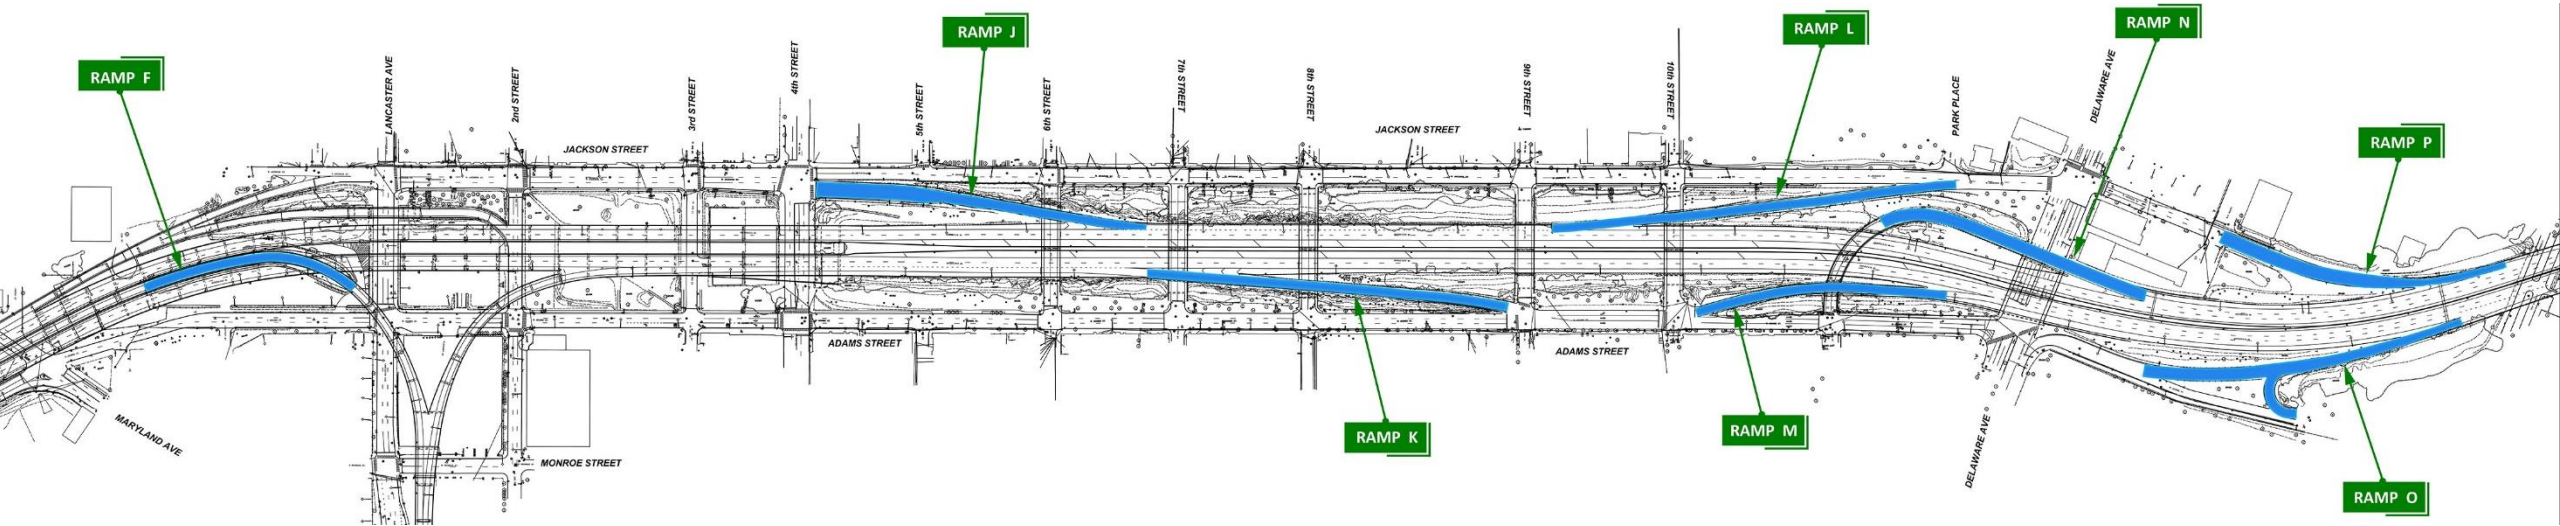 RAMP F
RAMP J
RAMP L
RAMP N
RAMP P
LANCASTER AVE
2nd STREET
3rd STREET
4th STREET
5th STREET
6th STREET
7th STREET
8th STREET
9th STREET
10th STREET
PARK PLACE
DELAWARE AVE
JACKSON STREET
JACKSON STREET
ADAMS STREET
ADAMS STREET
MARYLAND AVE
MONROE STREET
RAMP K
RAMP M
DELAWARE AVE
RAMP O